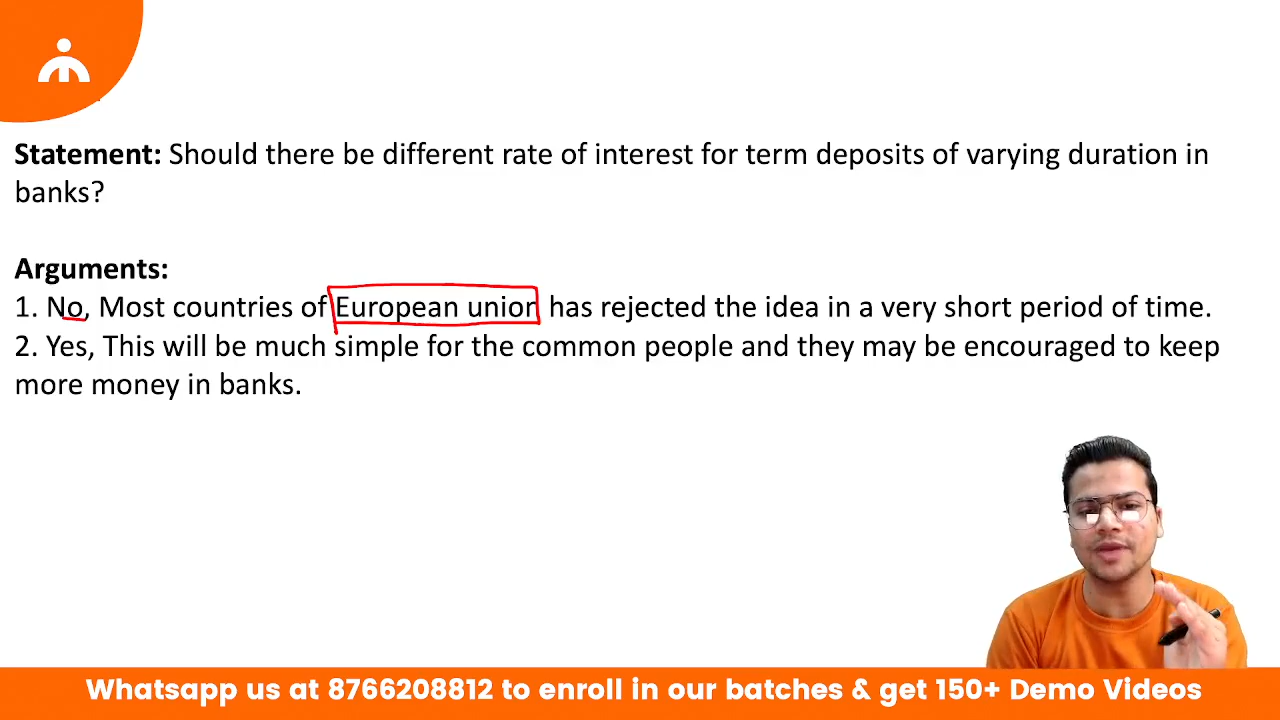 Statement: Should there be different rate of interest for term deposits of varying duration in
banks?
Arguments:
1. No, Most countries of European union has rejected the idea in a very short period of time.
2. Yes, This will be much simple for the common people and they may be encouraged to keep
more money in banks.
Whatsapp us at 8766208812 to enroll in our batches & get 150+ Demo Videos